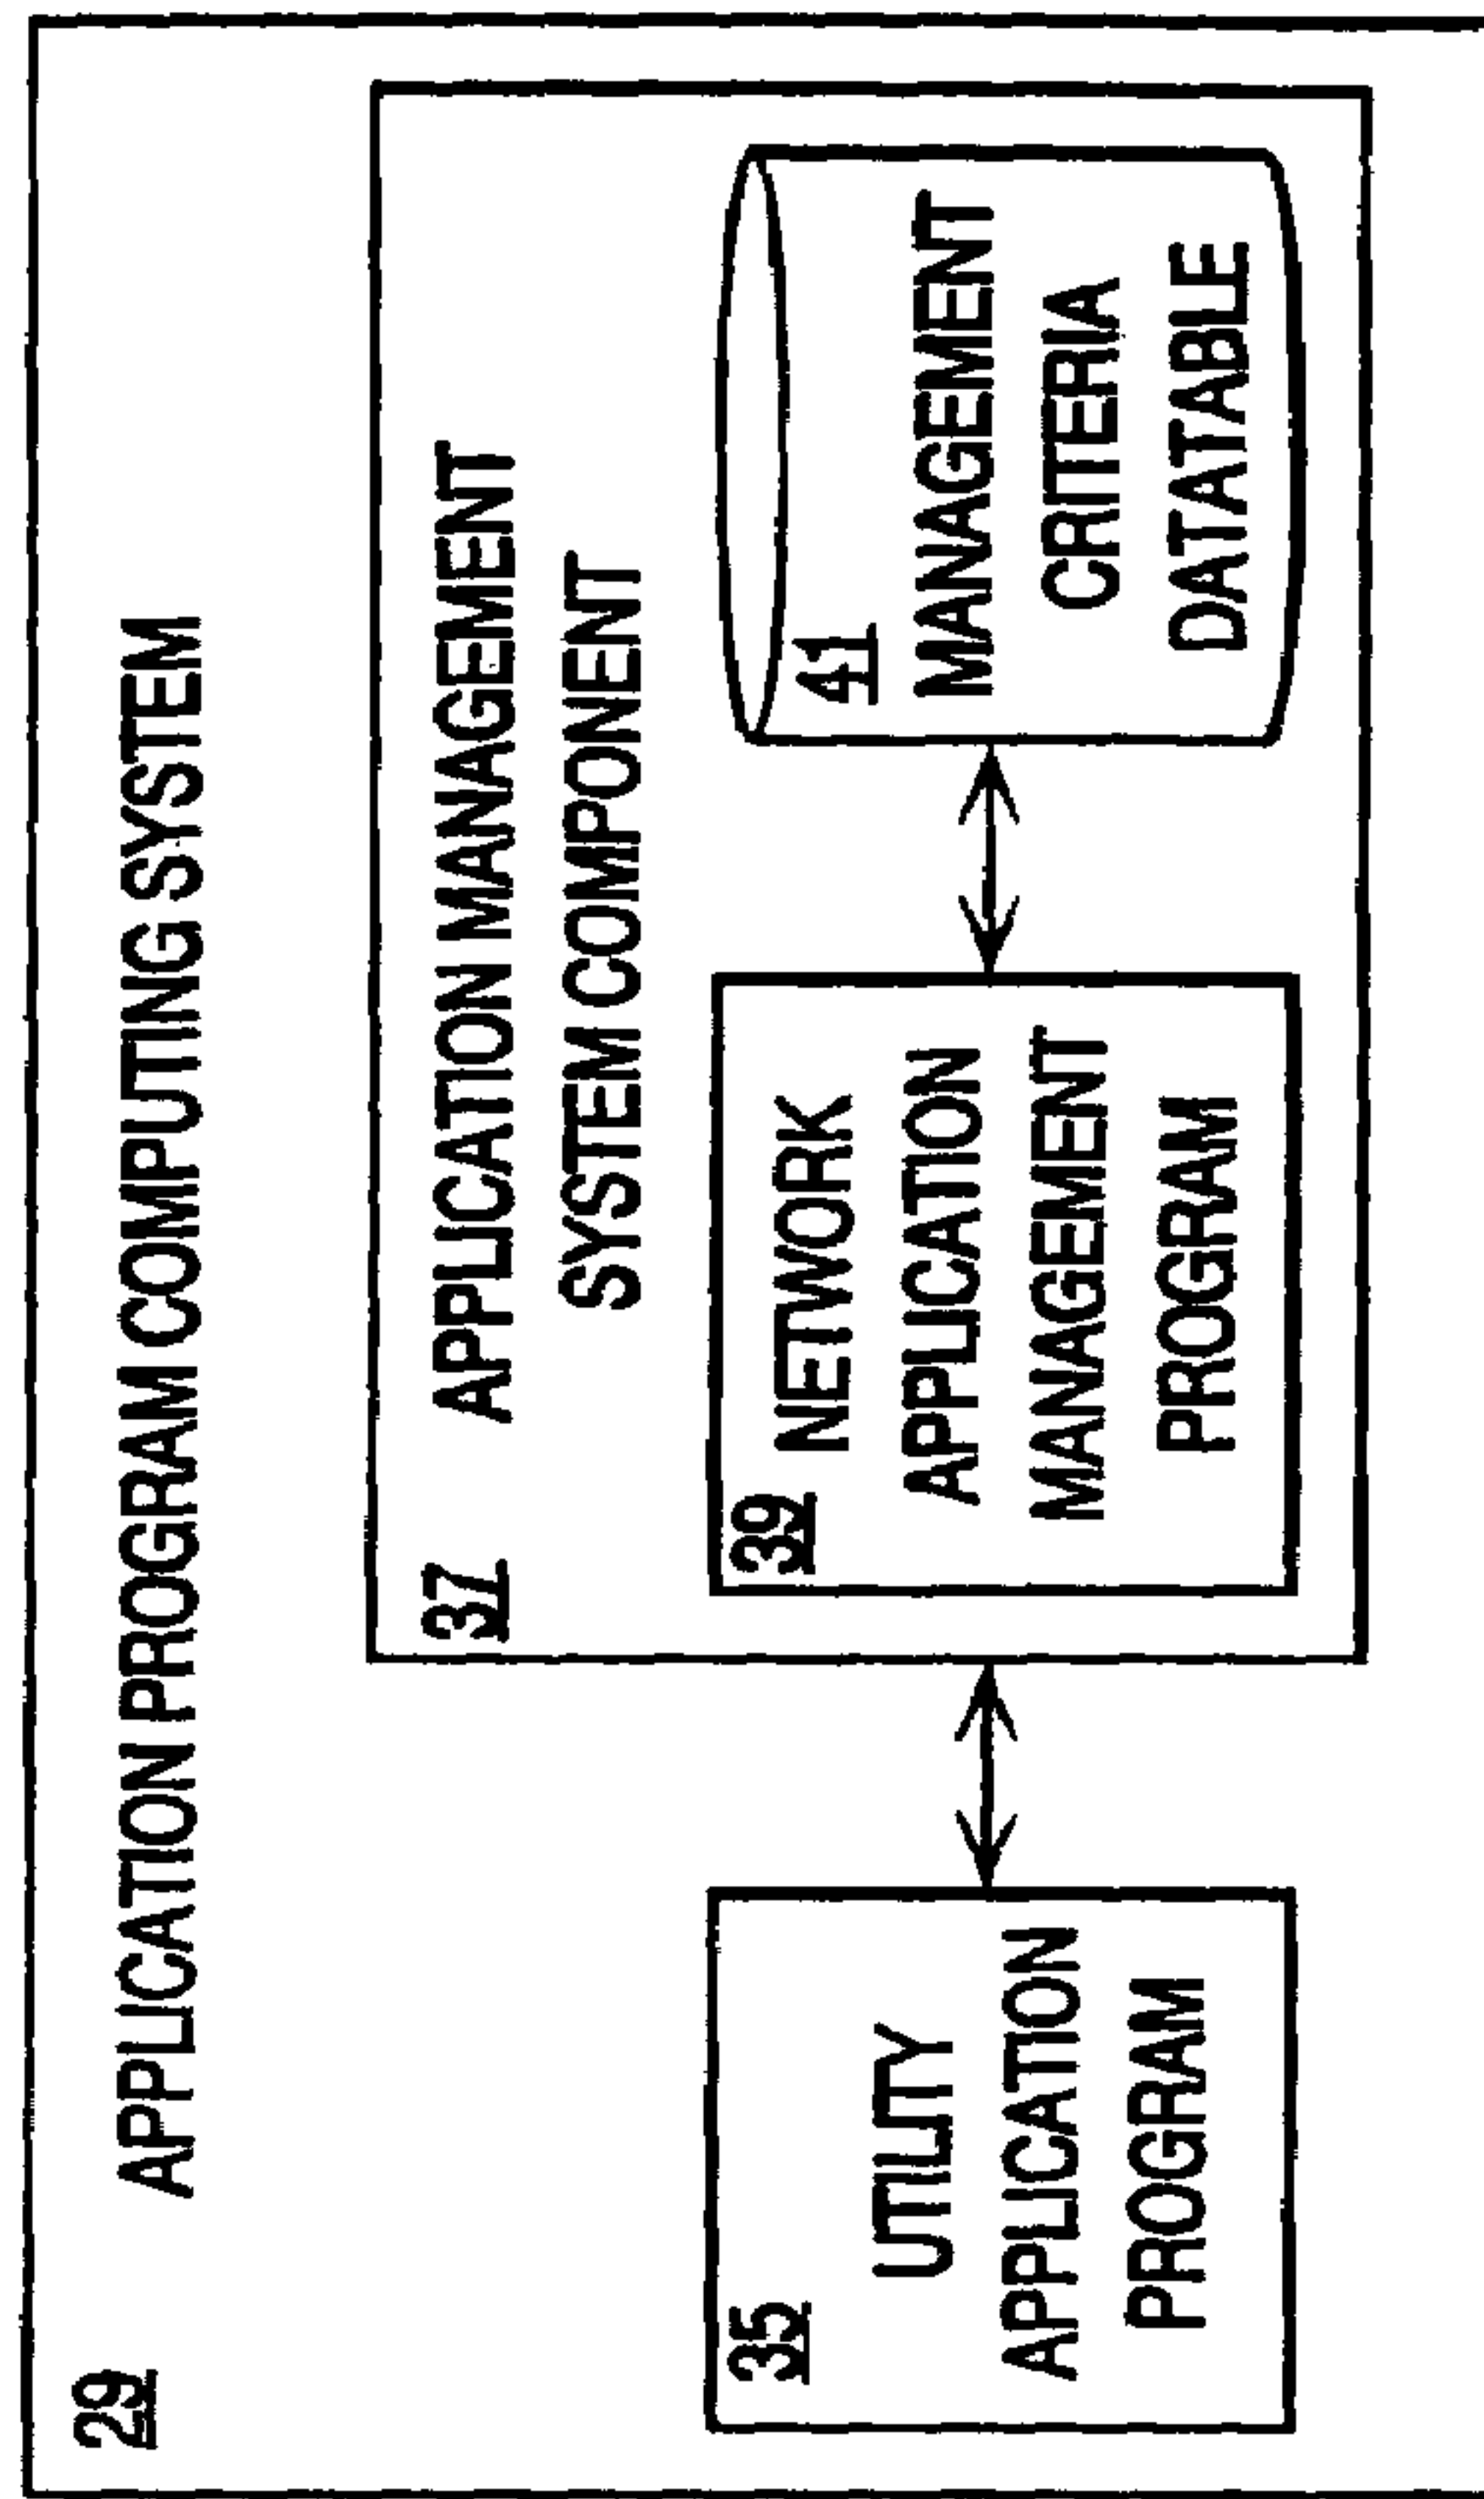 29
APPLICATION PROGRAM COMPUTING SYSTEM
37
APPLICATION MANAGEMENT
SYSTEM COMPONENT
35
UTILITY
APPLICATION
PROGRAM
39
NETWORK
APPLICATION
MANAGEMENT
PROGRAM
41
MANAGEMENT
CRITERIA
DATATABLE